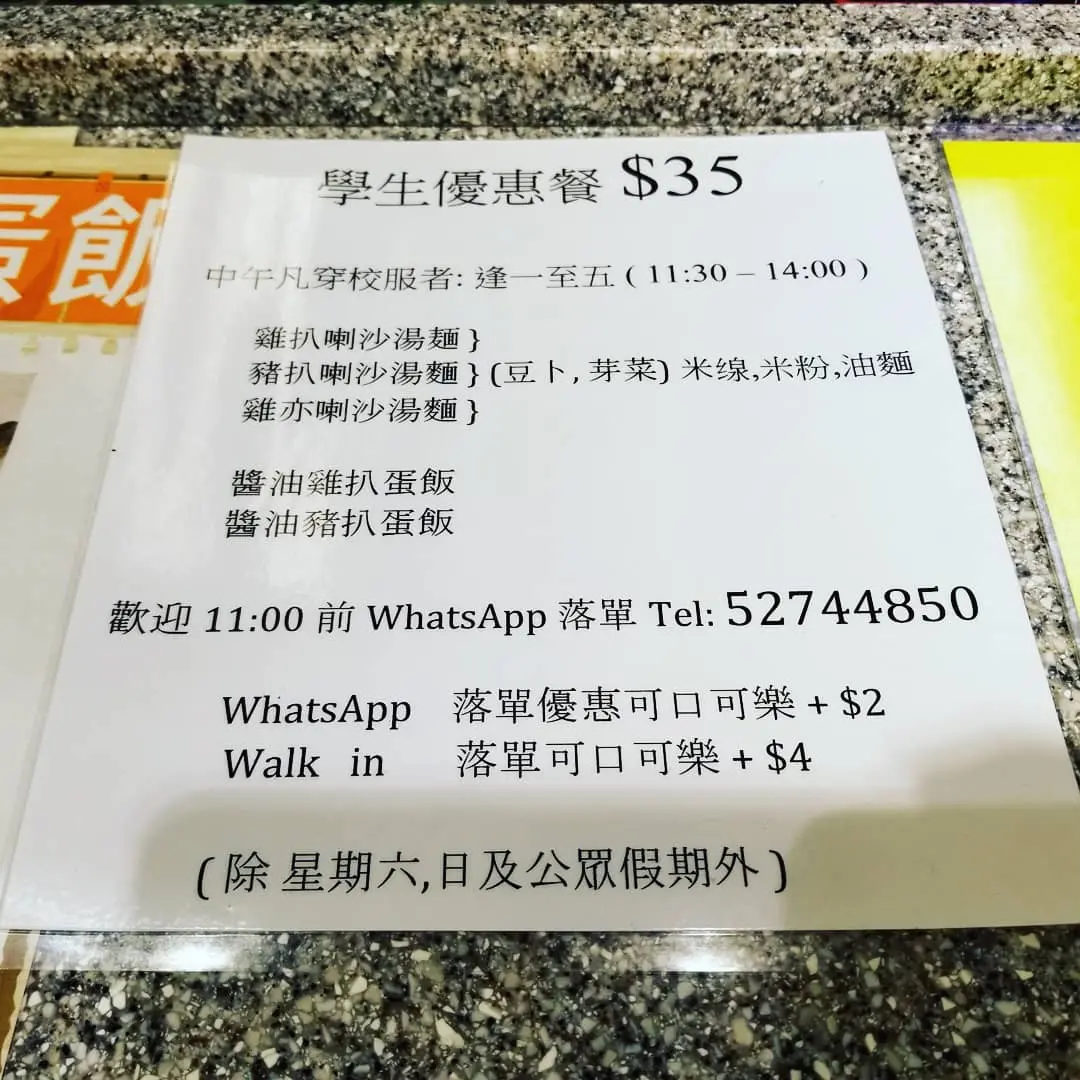 學生優惠餐 $35
中午凡穿校服者: 逢一至五 ( 11:30 – 14:00 )
雞扒喇沙湯麵 }
豬扒喇沙湯麵 } (豆卜, 芽菜) 米线,米粉,油麵
雞亦喇沙湯麵 }
醬油雞扒蛋飯
醬油豬扒蛋飯
歡迎 11:00 前 WhatsApp 落單 Tel: 52744850
WhatsApp 落單優惠可口可樂 + $2
Walk in 落單可口可樂 + $4
( 除 星期六,日及公眾假期外 )
蛋飯